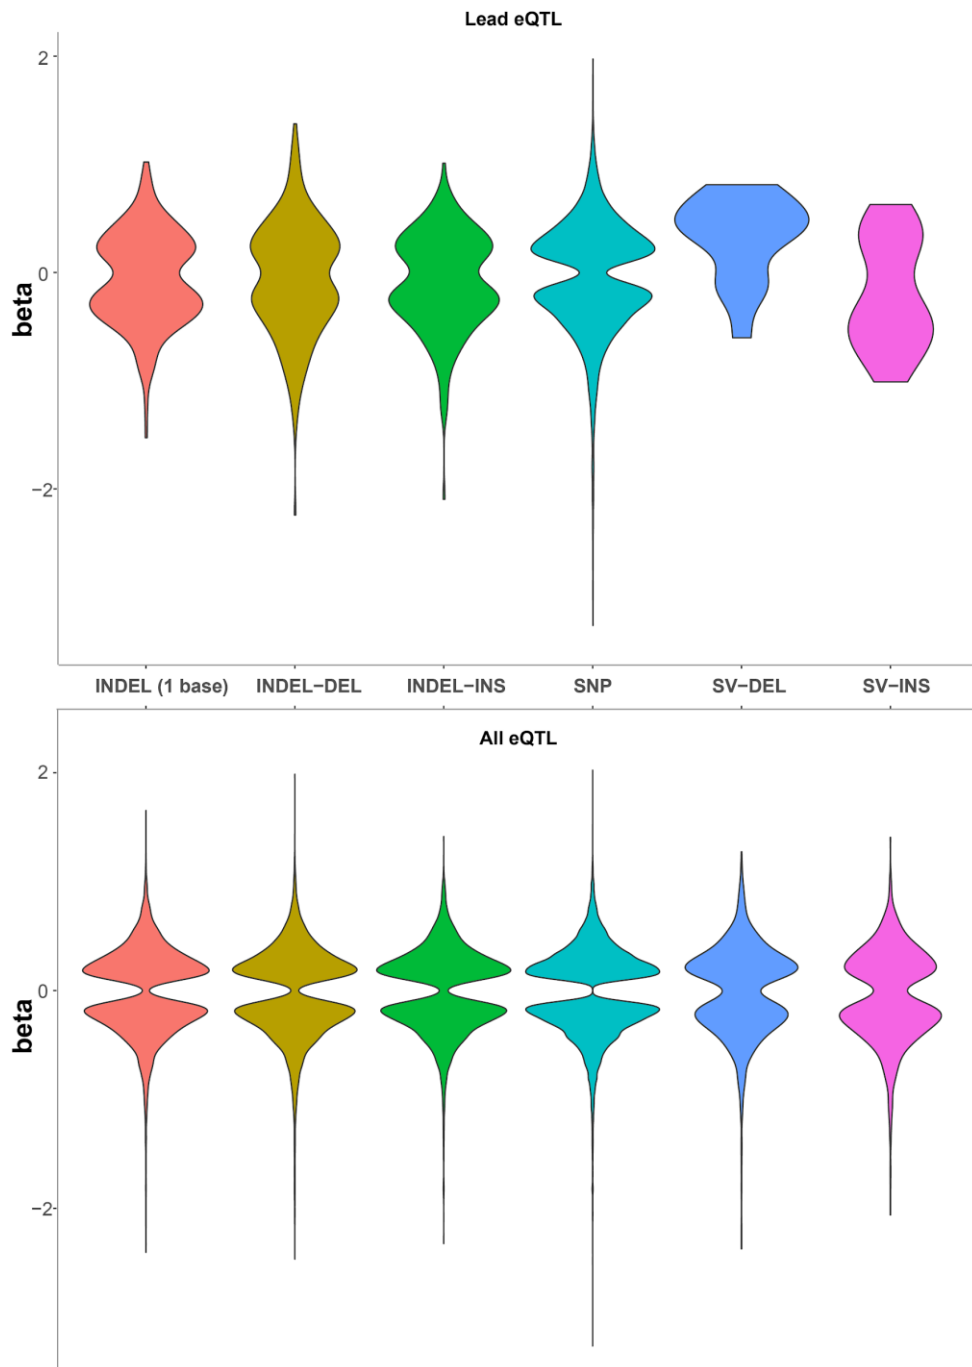 Lead eQTL
2
0
−2
beta
INDEL (1 base) INDEL−DEL INDEL−INS SNP SV−DEL SV−INS
All eQTL
2
0
−2
beta